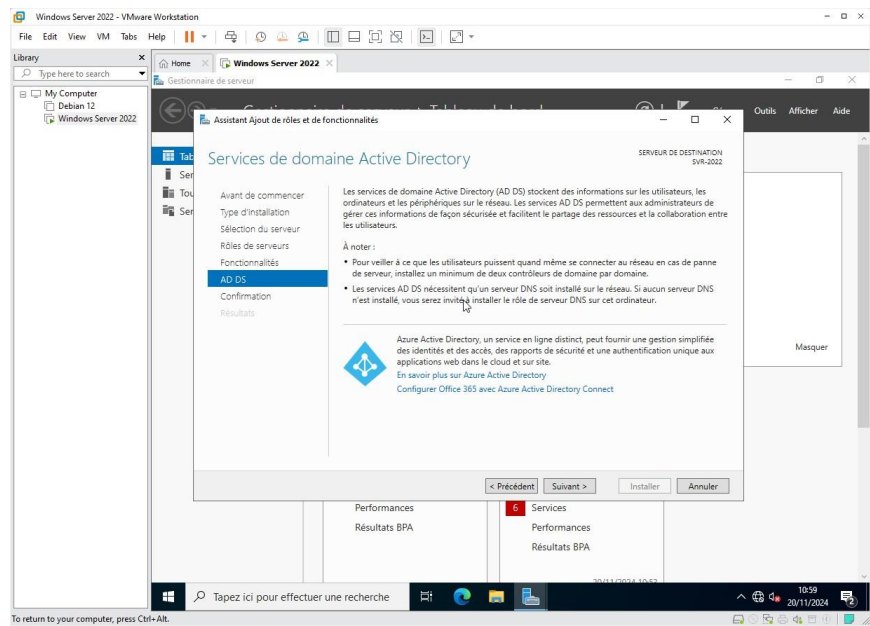 Windows Server 2022 - VMware Workstation
File Edit View VM Tabs Help
Library
Type here to search
My Computer
Debian 12
Windows Server 2022
Home
Windows Server 2022
Gestionnaire de serveur
Outils Afficher Aide
Assistant Ajout de rôles et de fonctionnalités
Services de domaine Active Directory
SERVEUR DE DESTINATION
SVR-2022
Avant de commencer
Type d'installation
Sélection du serveur
Rôles de serveurs
Fonctionnalités
AD DS
Confirmation
Résultats
Les services de domaine Active Directory (AD DS) stockent des informations sur les utilisateurs, les
ordinateurs et les périphériques sur le réseau. Les services AD DS permettent aux administrateurs de
gérer ces informations de façon sécurisée et facilitent le partage des ressources et la collaboration entre
les utilisateurs.
À noter :
• Pour veiller à ce que les utilisateurs puissent quand même se connecter au réseau en cas de panne
de serveur, installez un minimum de deux contrôleurs de domaine par domaine.
• Les services AD DS nécessitent qu'un serveur DNS soit installé sur le réseau. Si aucun serveur DNS
n'est installé, vous serez invité à installer le rôle de serveur DNS sur cet ordinateur.
Azure Active Directory, un service en ligne distinct, peut fournir une gestion simplifiée
des identités et des accès, des rapports de sécurité et une authentification unique aux
applications web dans le cloud et sur site.
En savoir plus sur Azure Active Directory
Configurer Office 365 avec Azure Active Directory Connect
Masquer
< Précédent Suivant > Installer Annuler
Performances
Résultats BPA
6 Services
Performances
Résultats BPA
20/11/2024 10:53
Tapez ici pour effectuer une recherche
10:59
20/11/2024
2
To return to your computer, press Ctrl+Alt.